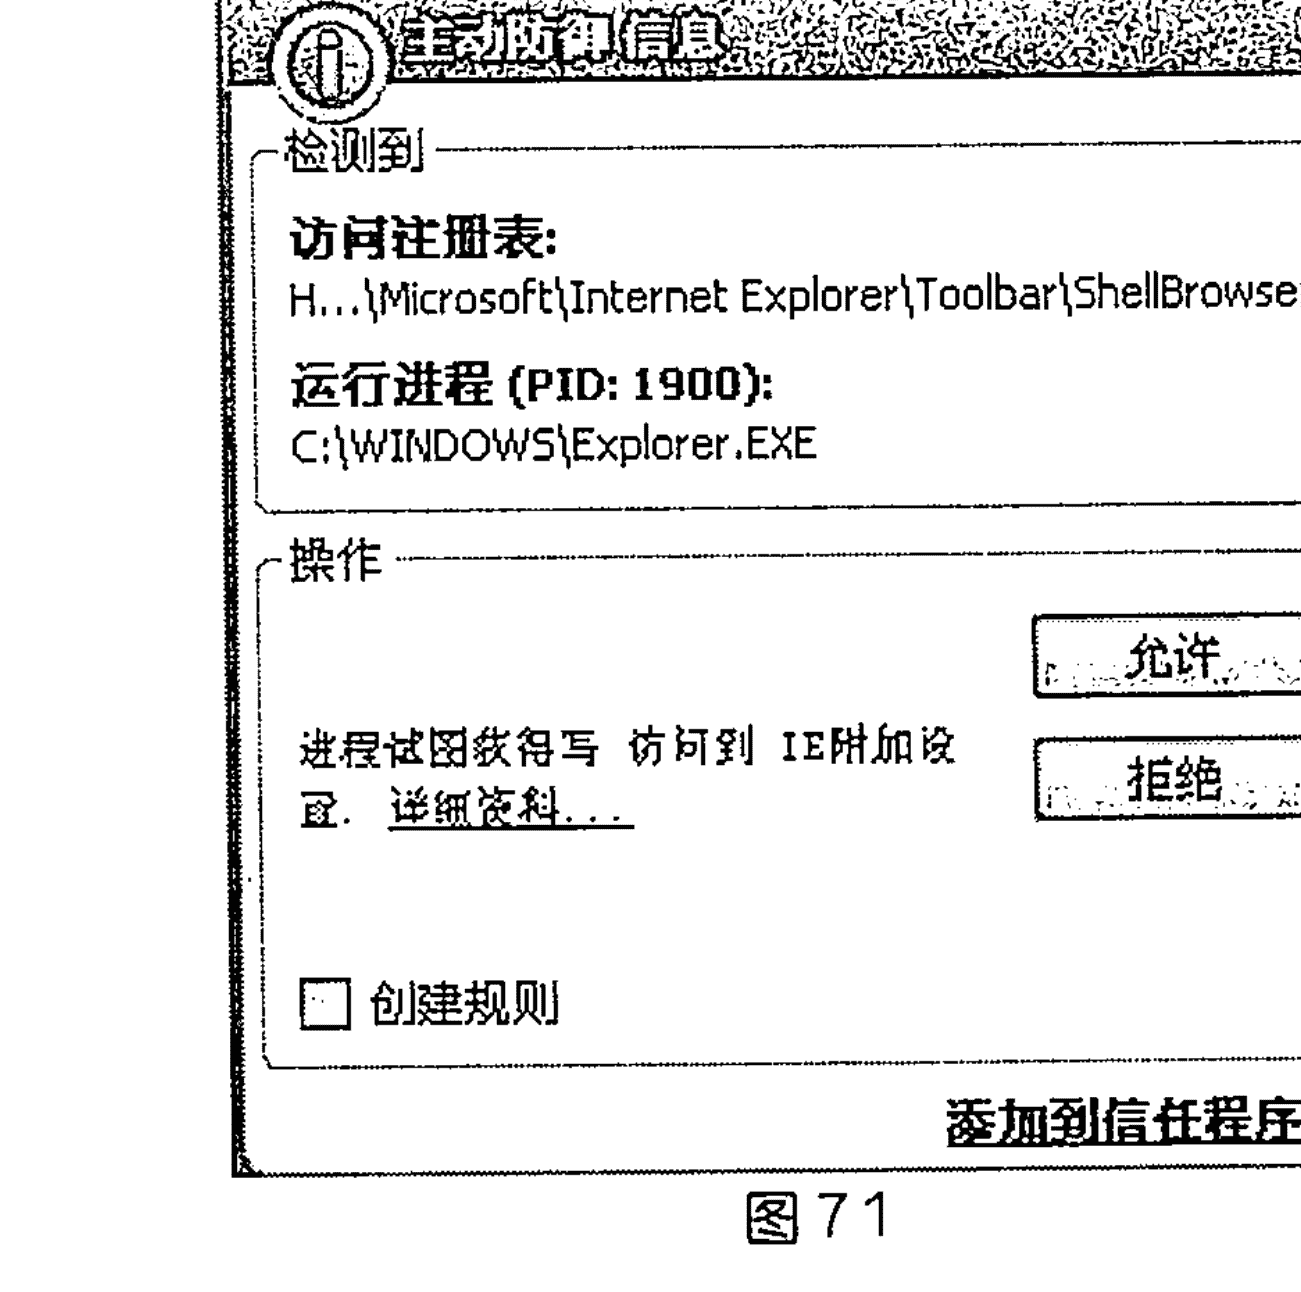 主动防御 信息
检测到
访问注册表:
H...\Microsoft\Internet Explorer\Toolbar\ShellBrowse
运行进程 (PID: 1900):
C:\WINDOWS\Explorer.EXE
操作
允许
进程试图获得写 访问到 IE附加设
置. 详细资料...
拒绝
创建规则
添加到信任程序
图 71